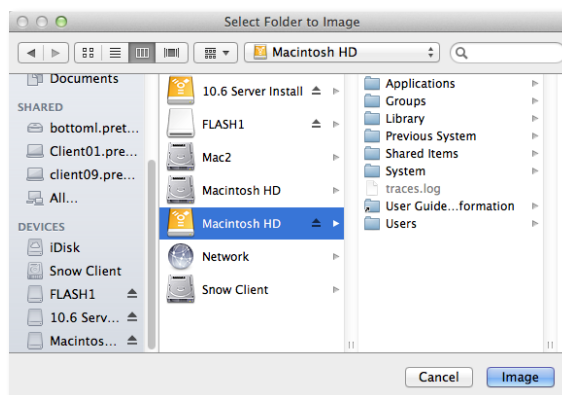 Select Folder to Image
Macintosh HD
Documents
SHARED
bottoml.pret...
Client01.pre...
client09.pre...
All...
DEVICES
iDisk
Snow Client
FLASH1
10.6 Serv...
Macintos...
10.6 Server Install
FLASH1
Mac2
Macintosh HD
Macintosh HD
Network
Snow Client
Applications
Groups
Library
Previous System
Shared Items
System
traces.log
User Guide...formation
Users
Cancel
Image